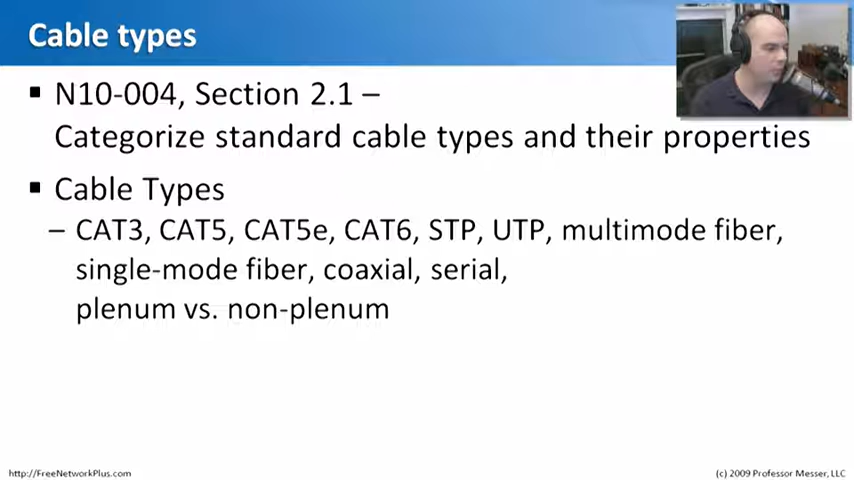 Cable types
▪ N10-004, Section 2.1 –
Categorize standard cable types and their properties
▪ Cable Types
– CAT3, CAT5, CAT5e, CAT6, STP, UTP, multimode fiber,
single-mode fiber, coaxial, serial,
plenum vs. non-plenum
http://FreeNetworkPlus.com
(c) 2009 Professor Messer, LLC